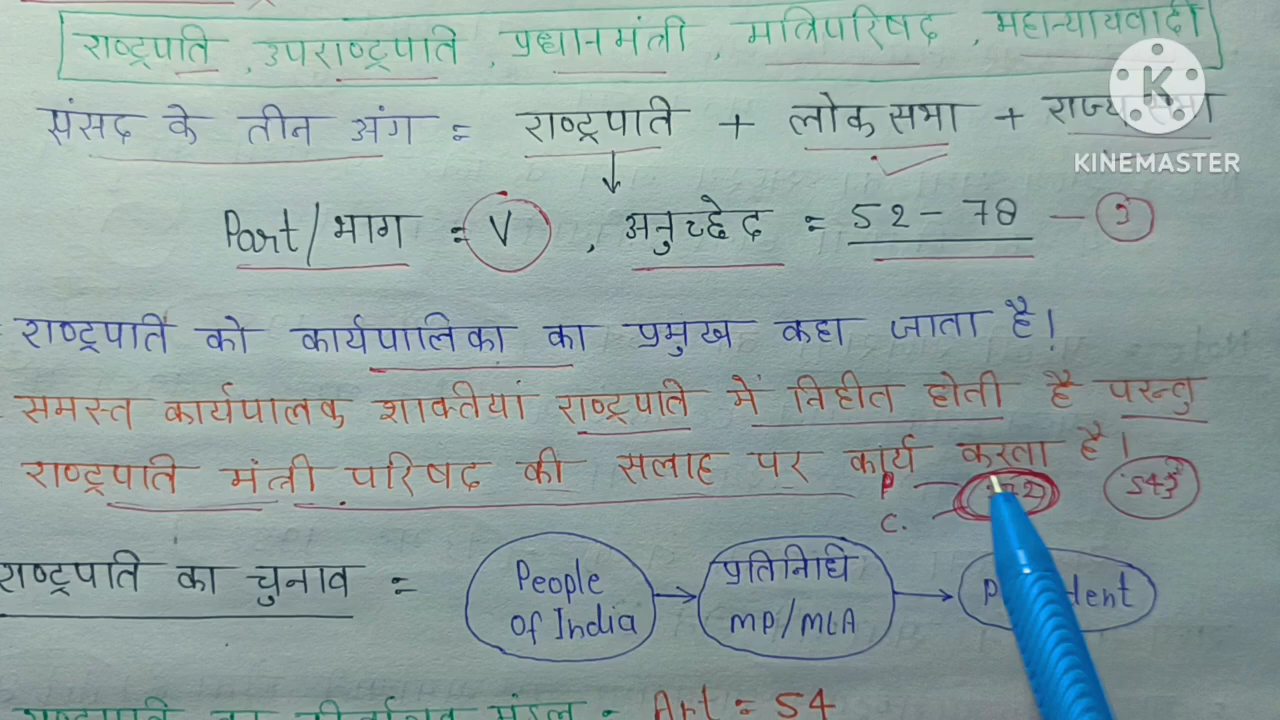 राष्ट्रपति, उपराष्ट्रपति, प्रधानमंत्री, मंत्रिपरिषद, महान्यायवादी
संसद के तीन अंग = राष्ट्रपति + लोक सभा + राज्य सभा
K
KINEMASTER
Part/भाग = V, अनुच्छेद = 52-78 -
राष्ट्रपति को कार्यपालिका का प्रमुख कहा जाता है।
समस्त कार्यपालक शक्तियां राष्ट्रपति में निहीत होती है परन्तु
राष्ट्रपति मंत्री परिषद की सलाह पर कार्य करता है।
P 543
C.
राष्ट्रपति का चुनाव = People of India → प्रतिनिधि MP/MLA →
Art = 54